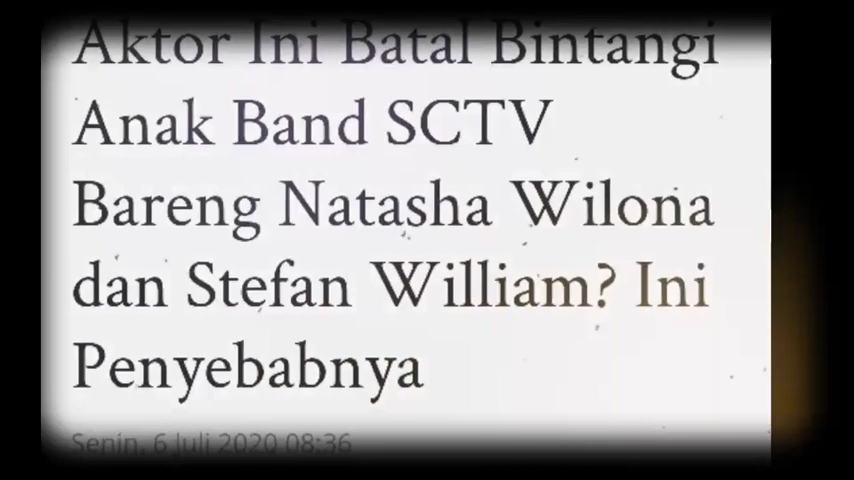 Aktor Ini Batal Bintangi
Anak Band SCTV
Bareng Natasha Wilona
dan Stefan William? Ini
Penyebabnya
Senin, 6 Juli 2020 08:36